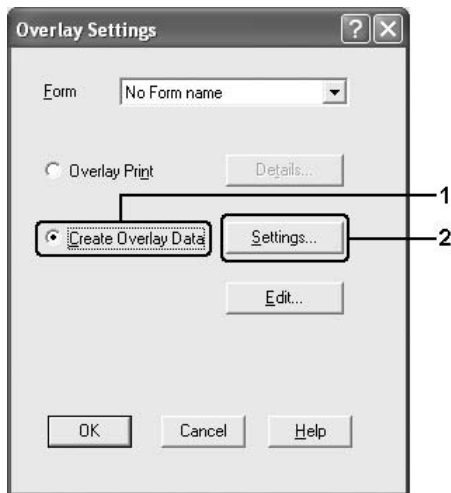 Overlay Settings
Form No Form name
Overlay Print Details...
1
Create Overlay Data Settings... 2
Edit...
OK Cancel Help